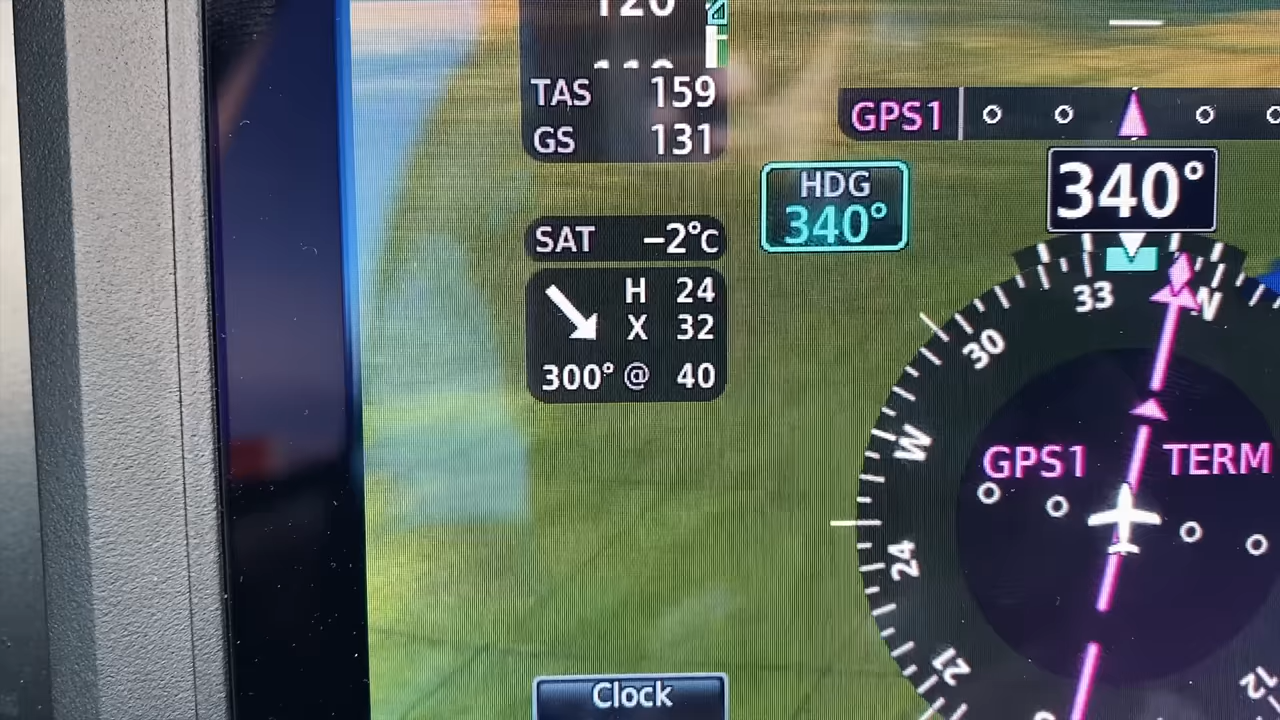 120
TAS 159
GS 131
GPS1
340°
HDG
340°
SAT −2°C
H 24
X 32
300° @ 40
33
N
30
W
GPS1 TERM
24
21
12
Clock